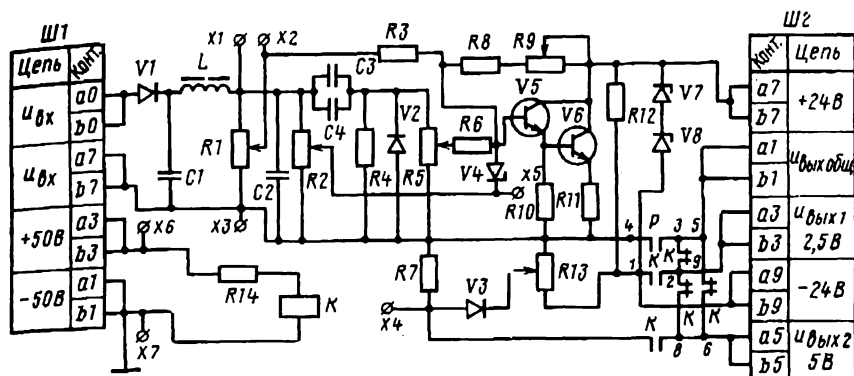 Ш1
Цепь Конт.
uвх a0
b0
uвх a7
b7
+50В a3
b3
-50В a1
b1
X1 X2
V1 L
C1
R1
X3
C2
R2
C3
C4
R4
V2
R5
R3
R6
V4
X5
R8 R9
V5
V6
R10
R11
R12
V7
V8
R7
X4
V3
R13
X6
R14
K
X7
4 P 3 5
K
1 K 2 9
K K
K 8 6
Ш2
Конт. Цепь
a7 +24В
b7
a1 uвых общ
b1
a3 uвых 1
b3 2,5В
a9 -24В
b9
a5 uвых 2
b5 5В